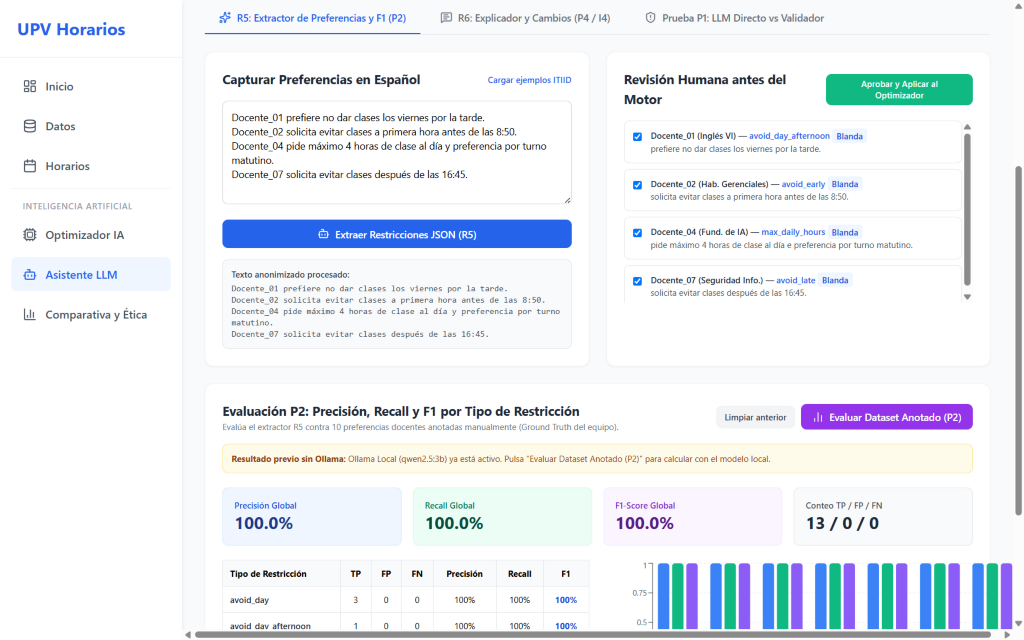 UPV Horarios
Inicio
Datos
Horarios
INTELIGENCIA ARTIFICIAL
Optimizador IA
Asistente LLM
Comparativa y Ética
R5: Extractor de Preferencias y F1 (P2)
R6: Explicador y Cambios (P4 / I4)
Prueba P1: LLM Directo vs Validador
Capturar Preferencias en Español
Cargar ejemplos ITIID
Docente_01 prefiere no dar clases los viernes por la tarde.
Docente_02 solicita evitar clases a primera hora antes de las 8:50.
Docente_04 pide máximo 4 horas de clase al día y preferencia por turno
matutino.
Docente_07 solicita evitar clases después de las 16:45.
Extraer Restricciones JSON (R5)
Texto anonimizado procesado:
Docente_01 prefiere no dar clases los viernes por la tarde.
Docente_02 solicita evitar clases a primera hora antes de las 8:50.
Docente_04 pide máximo 4 horas de clase al día y preferencia por turno
matutino.
Docente_07 solicita evitar clases después de las 16:45.
Revisión Humana antes del
Motor
Aprobar y Aplicar al
Optimizador
Docente_01 (Inglés VI) — avoid_day_afternoon Blanda
prefiere no dar clases los viernes por la tarde.
Docente_02 (Hab. Gerenciales) — avoid_early Blanda
solicita evitar clases a primera hora antes de las 8:50.
Docente_04 (Fund. de IA) — max_daily_hours Blanda
pide máximo 4 horas de clase al día e preferencia por turno matutino.
Docente_07 (Seguridad Info.) — avoid_late Blanda
solicita evitar clases después de las 16:45.
Evaluación P2: Precisión, Recall y F1 por Tipo de Restricción
Evalúa el extractor R5 contra 10 preferencias docentes anotadas manualmente (Ground Truth del equipo).
Limpiar anterior
Evaluar Dataset Anotado (P2)
Resultado previo sin Ollama: Ollama Local (qwen2.5:3b) ya está activo. Pulsa "Evaluar Dataset Anotado (P2)" para calcular con el modelo local.
Precisión Global
100.0%
Recall Global
100.0%
F1-Score Global
100.0%
Conteo TP / FP / FN
13 / 0 / 0
Tipo de Restricción TP FP FN Precisión Recall F1
avoid_day 3 0 0 100% 100% 100%
avoid_day_afternoon 1 0 0 100% 100% 100%
1
0.75
0.5